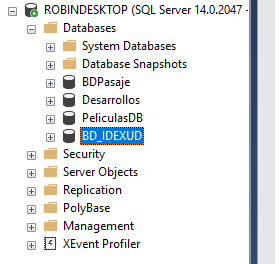 ROBINDESKTOP (SQL Server 14.0.2047 -
Databases
System Databases
Database Snapshots
BDPasaje
Desarrollos
PeliculasDB
BD_IDEXUD
Security
Server Objects
Replication
PolyBase
Management
XEvent Profiler